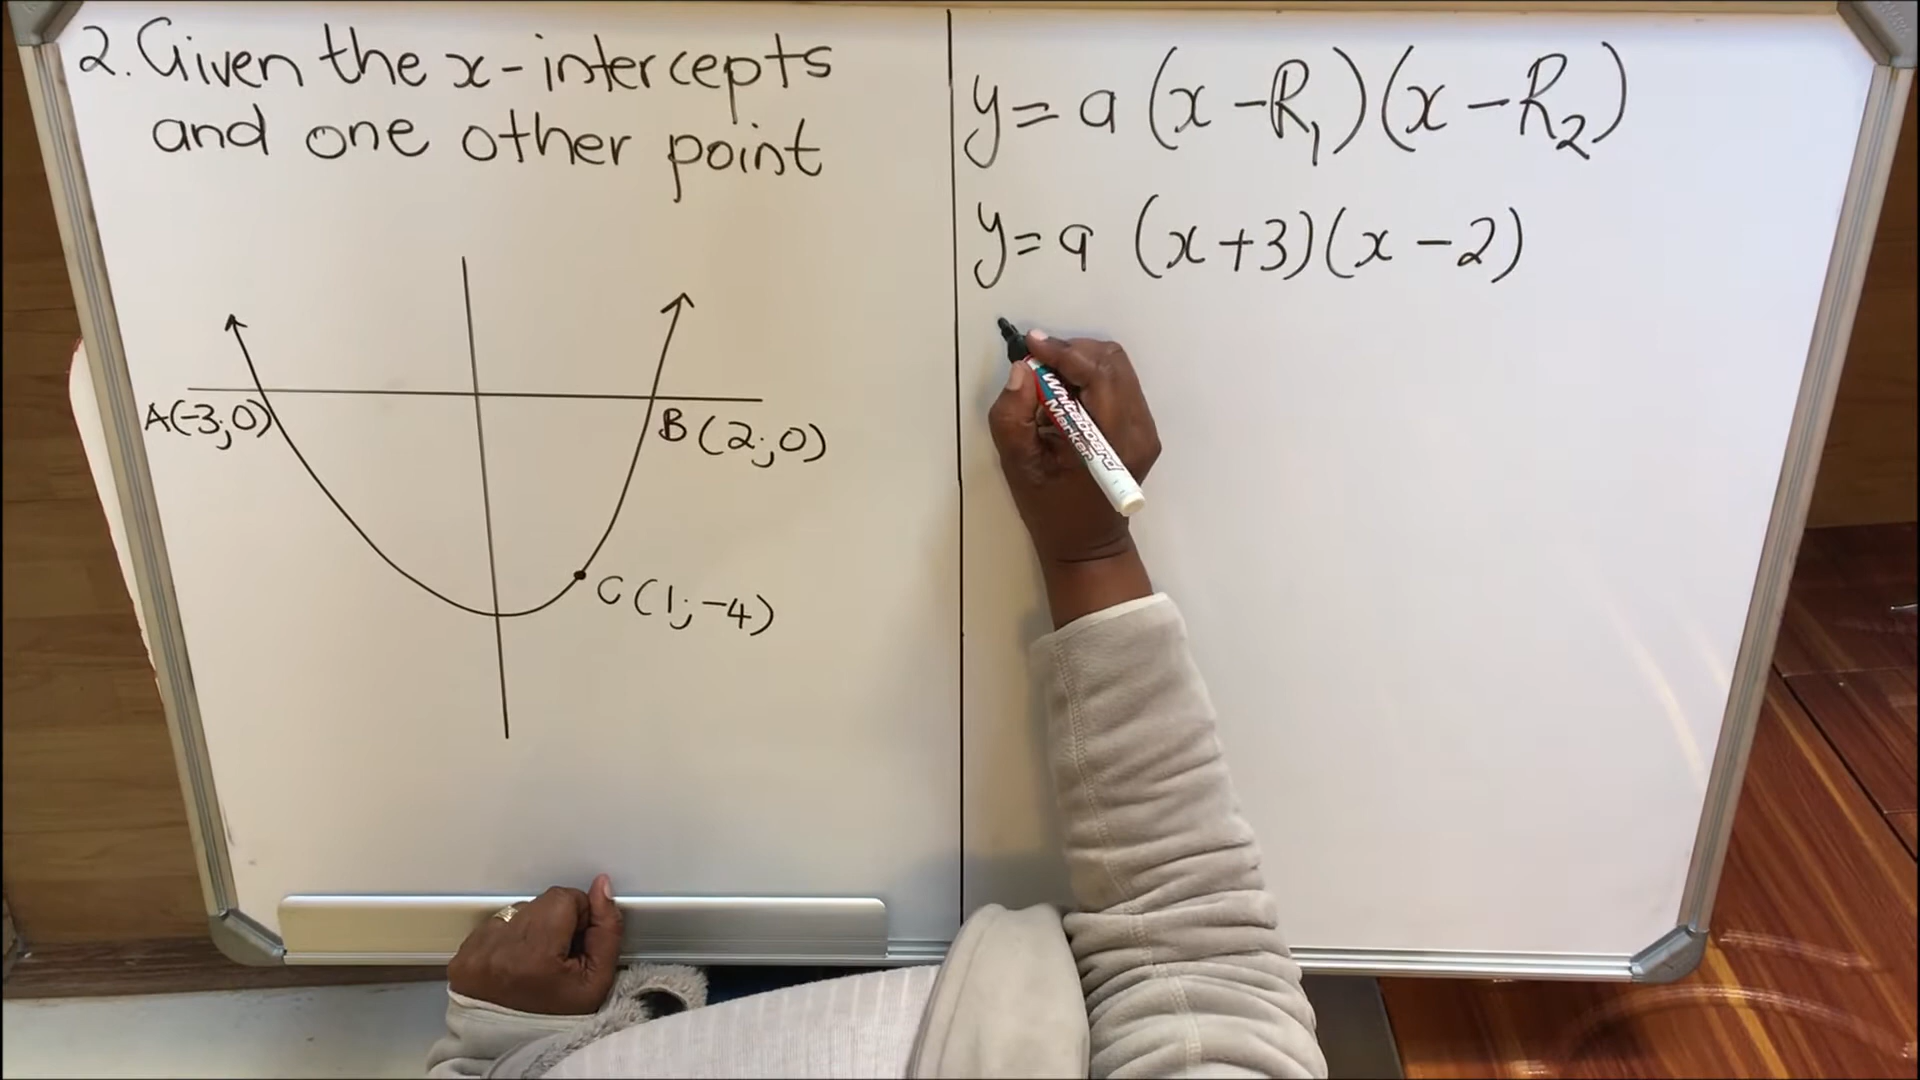 2. Given the x-intercepts
and one other point
A(-3;0)
B(2;0)
C(1;-4)
y= a (x-R₁)(x-R₂)
y= a (x+3)(x-2)
Whiteboard
Marker